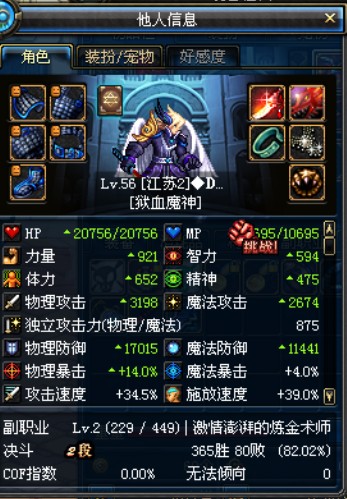 他人信息
角色 装扮/宠物 好感度
Lv.56 [江苏2]◆D...
[狱血魔神]
HP 20756/20756 MP 595/10695
挑战!
力量 921 智力 594
体力 652 精神 475
物理攻击 3198 魔法攻击 2674
独立攻击力(物理/魔法) 875
物理防御 17015 魔法防御 11441
物理暴击 +14.0% 魔法暴击 +4.0%
攻击速度 +34.5% 施放速度 +39.0%
副职业 Lv.2 (229 / 449) | 激情澎湃的炼金术师
决斗 2段 365胜 80败 (82.02%)
COF指数 0.00% 无法倾向 0